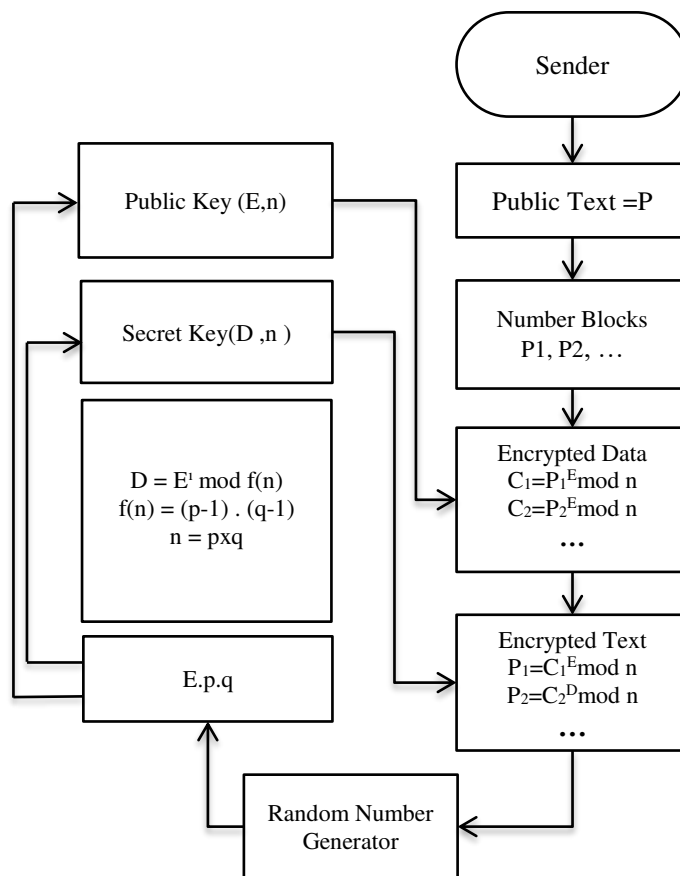 Sender
Public Text =P
Number Blocks
P1, P2, …
Encrypted Data
C₁=P₁ᴱmod n
C₂=P₂ᴱmod n
…
Encrypted Text
P₁=C₁ᴱmod n
P₂=C₂ᴰmod n
…
Public Key (E,n)
Secret Key(D ,n )
D = E¹ mod f(n)
f(n) = (p-1) . (q-1)
n = pxq
E.p.q
Random Number
Generator